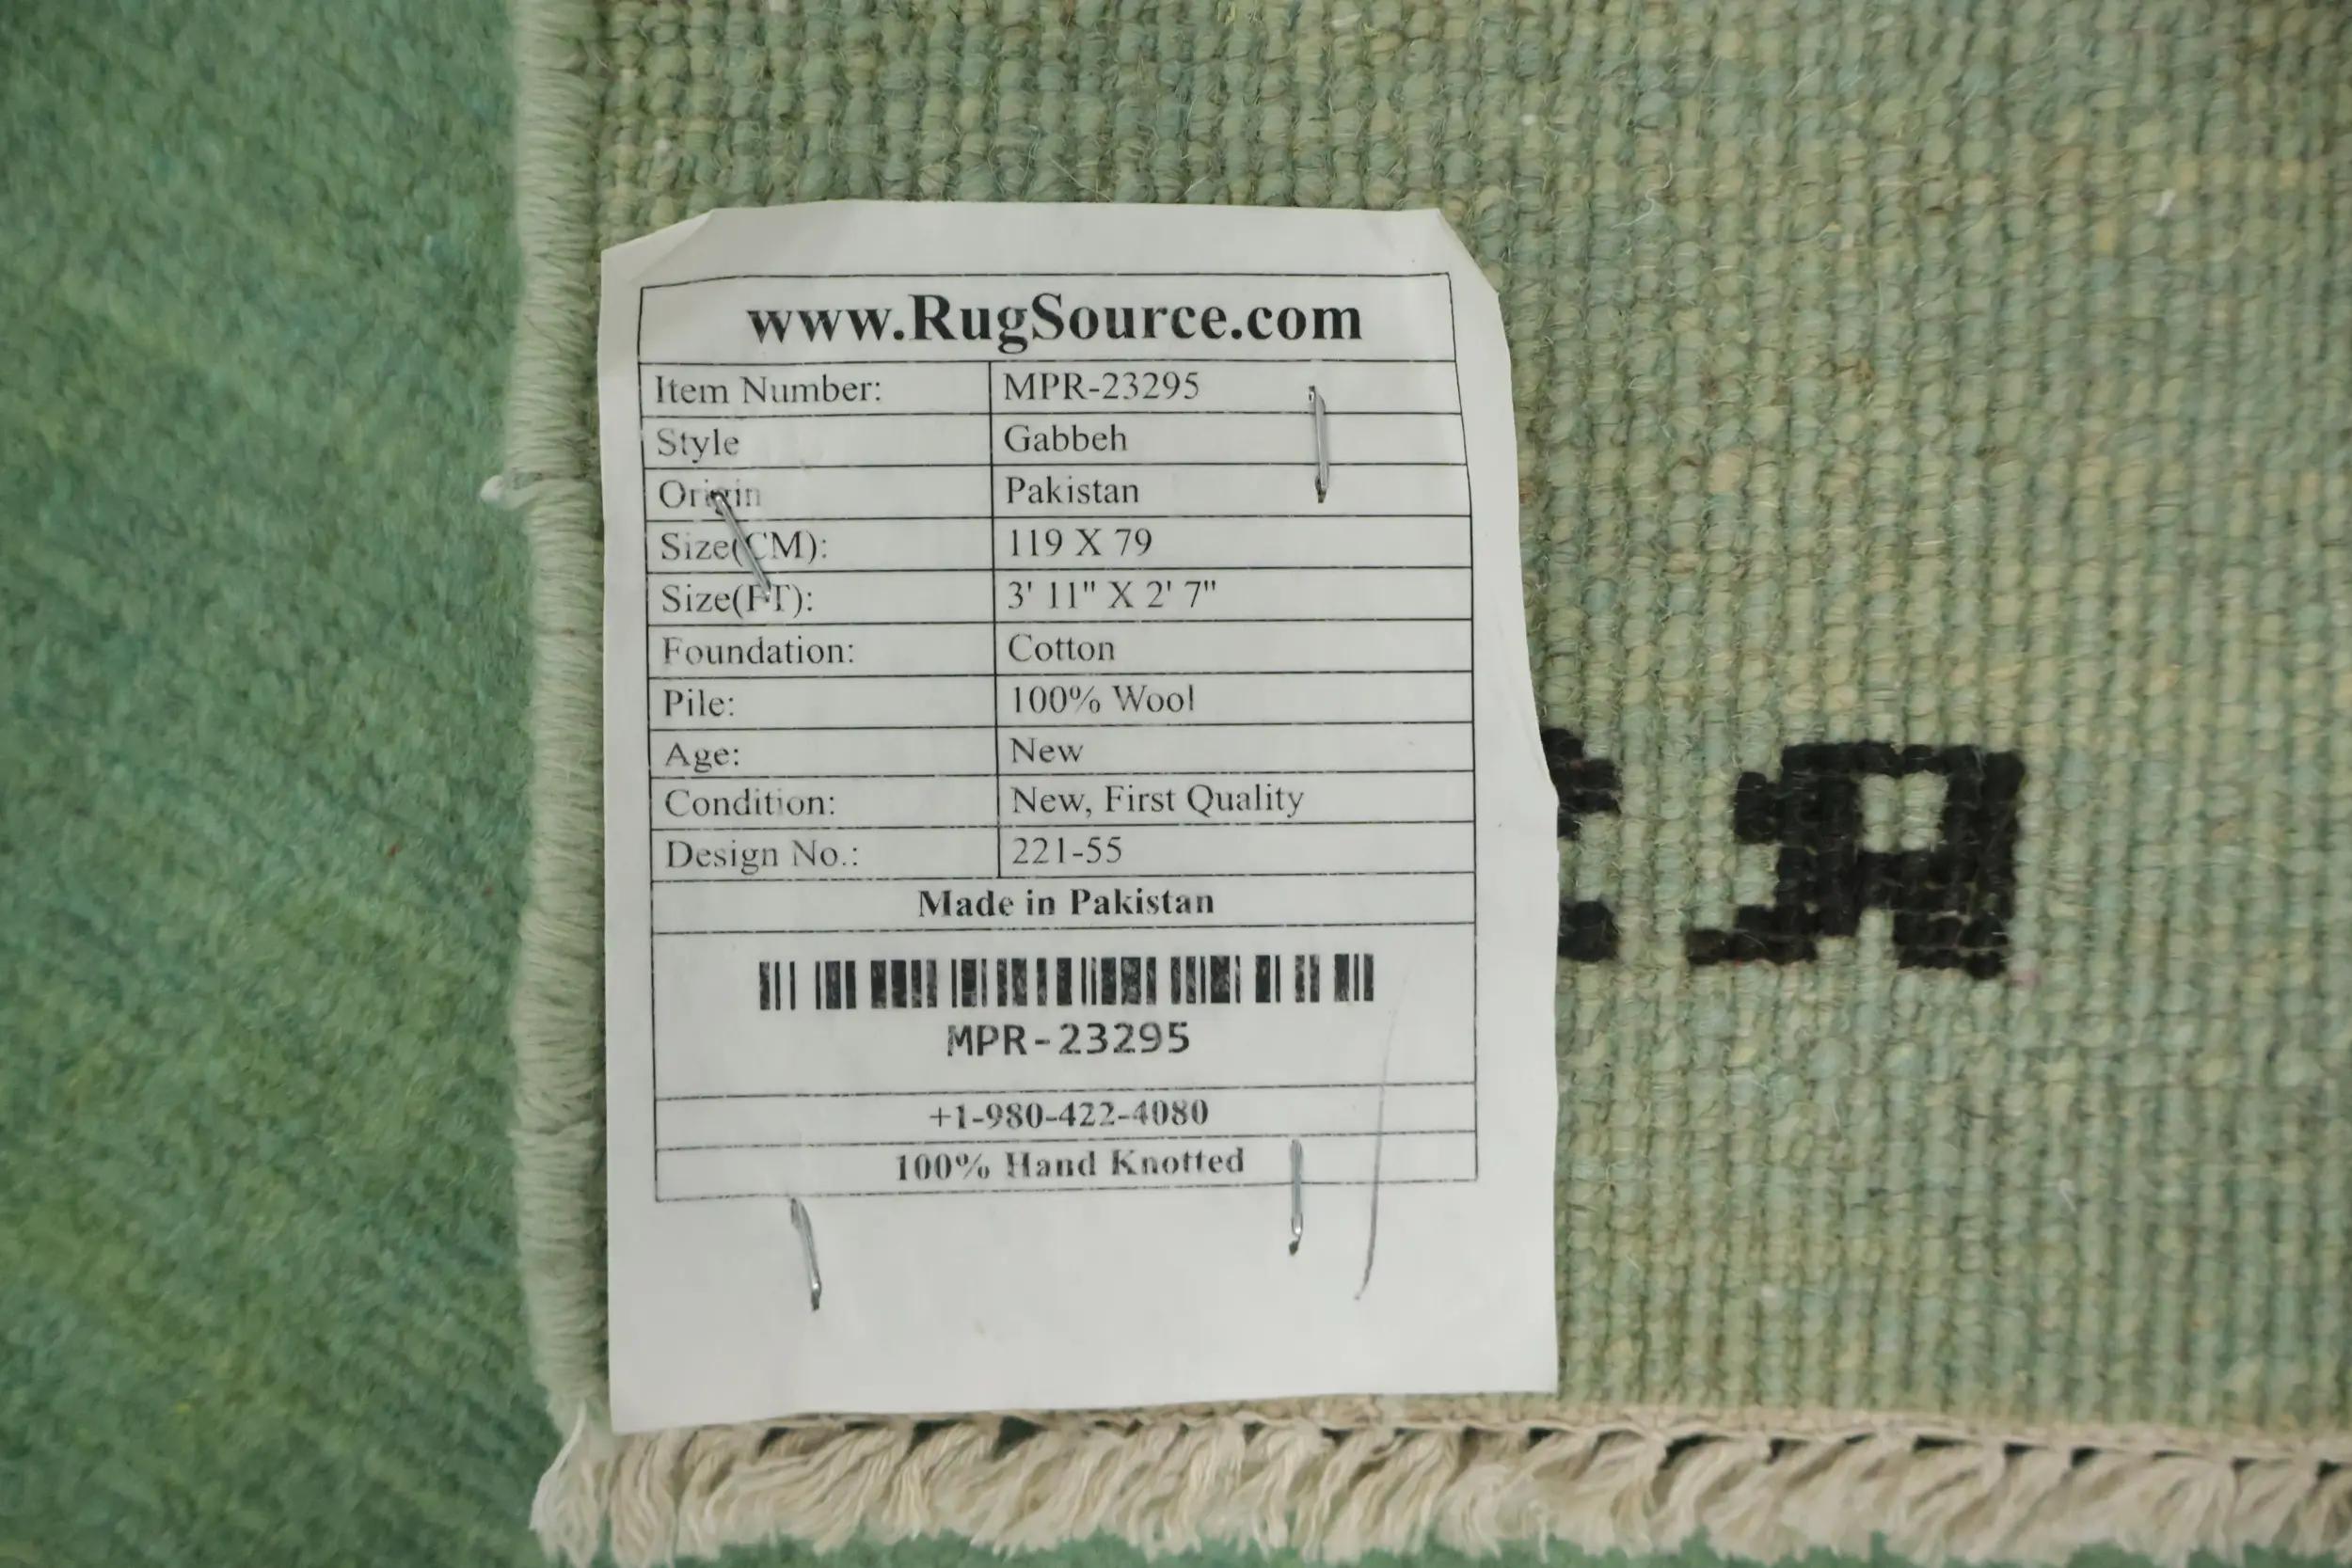 www.RugSource.com
Item Number: MPR-23295
Style Gabbeh
Origin Pakistan
Size(CM): 119 X 79
Size(FT): 3' 11" X 2' 7"
Foundation: Cotton
Pile: 100% Wool
Age: New
Condition: New, First Quality
Design No.: 221-55
Made in Pakistan
MPR-23295
+1-980-422-4080
100% Hand Knotted